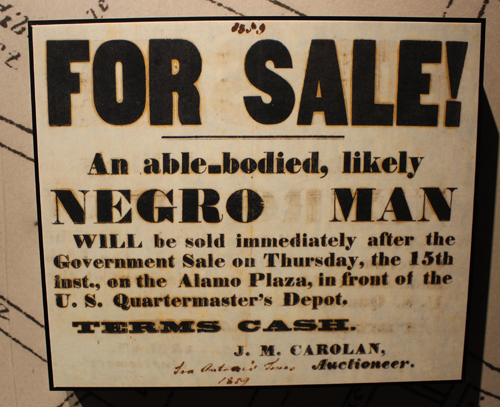 1859
FOR SALE!
An able-bodied, likely
NEGRO MAN
WILL be sold immediately after the
Government Sale on Thursday, the 15th
inst., on the Alamo Plaza, in front of the
U. S. Quartermaster's Depot.
TERMS CASH.
J. M. CAROLAN,
Auctioneer.
San Antonio Texas
1859